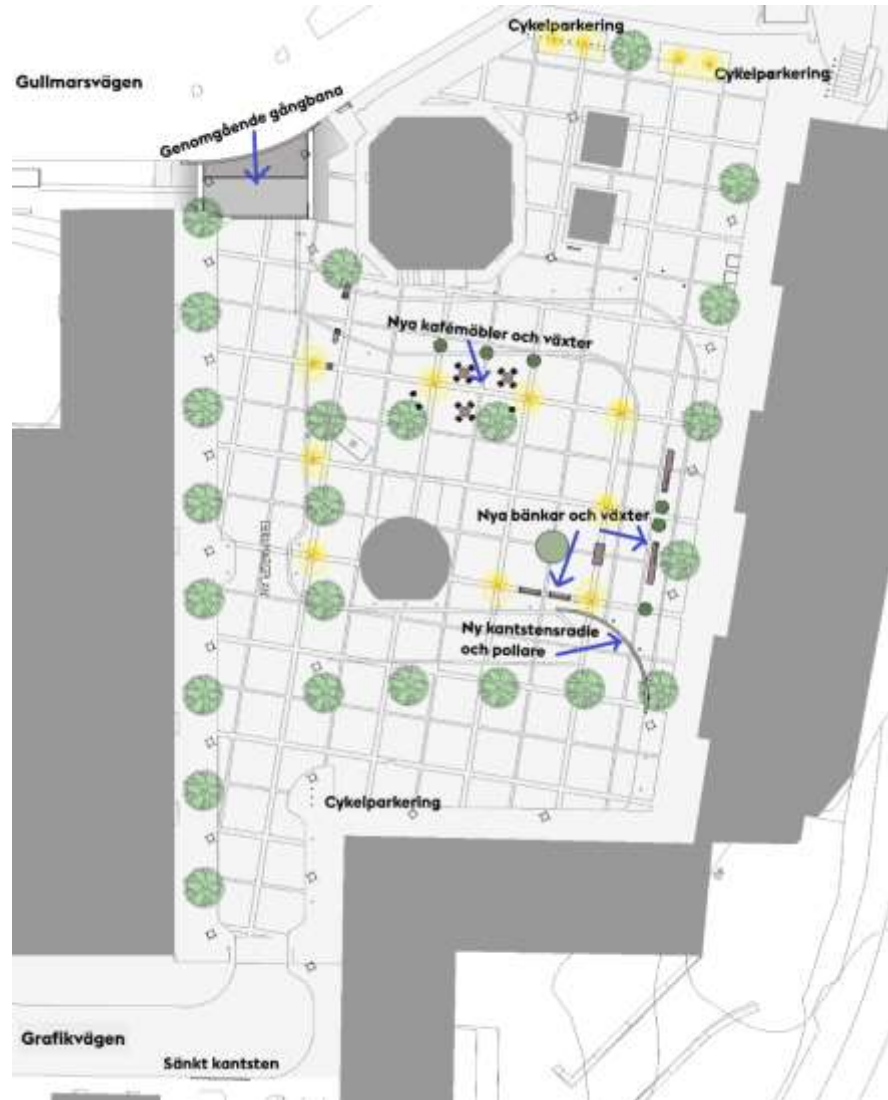 Cykelparkering
Cykelparkering
Gullmarsvägen
Genomgående gångbana
Nya kafémöbler och växter
Nya bänkar och växter
Ny kantstensradie
och pollare
Cykelparkering
Grafikvägen
Sänkt kantsten